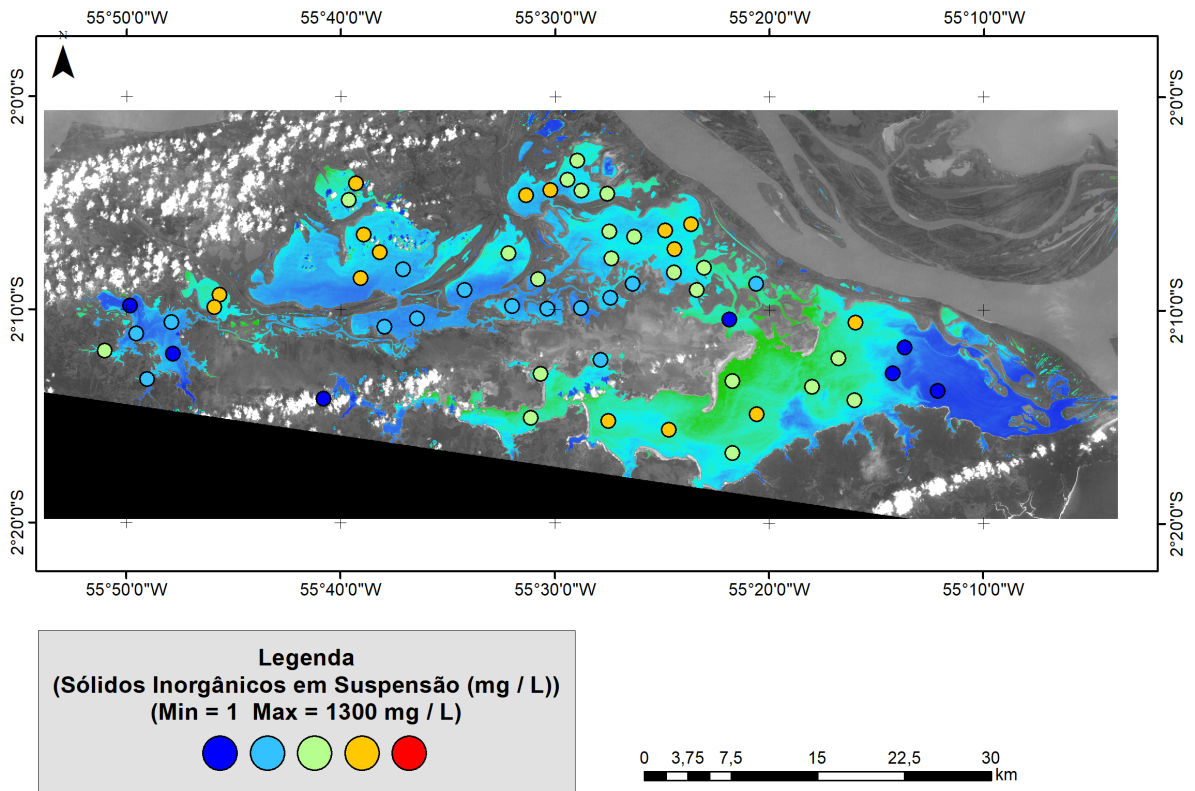 55°50'0"W 55°40'0"W 55°30'0"W 55°20'0"W 55°10'0"W
N
2°0'0"S 2°0'0"S
2°10'0"S 2°10'0"S
2°20'0"S 2°20'0"S
55°50'0"W 55°40'0"W 55°30'0"W 55°20'0"W 55°10'0"W
Legenda
(Sólidos Inorgânicos em Suspensão (mg / L))
(Min = 1 Max = 1300 mg / L)
0 3,75 7,5 15 22,5 30
km